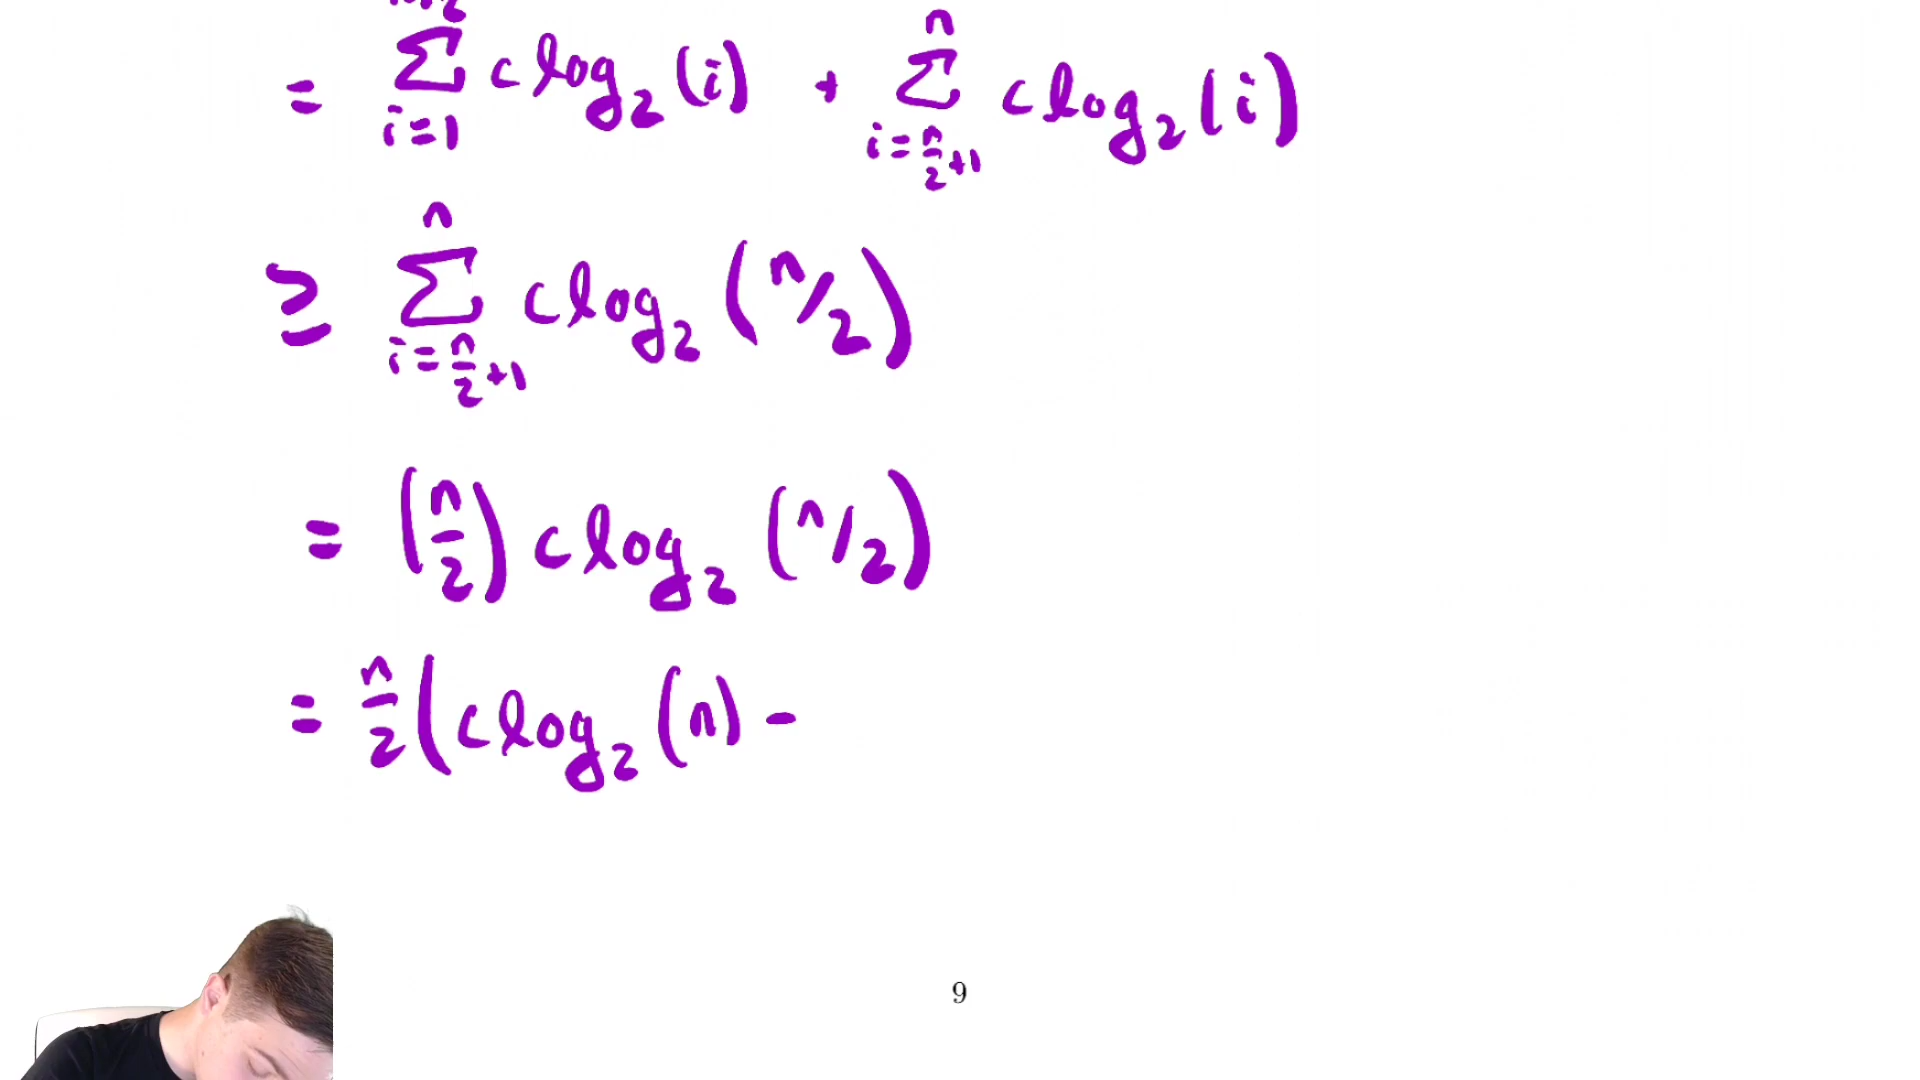 = Σ_{i=1} c log₂(i) + Σ_{i=n/2+1}^{n} c log₂(i)
≥ Σ_{i=n/2+1}^{n} c log₂(n/2)
= (n/2) c log₂(n/2)
= n/2 (c log₂(n) -
9